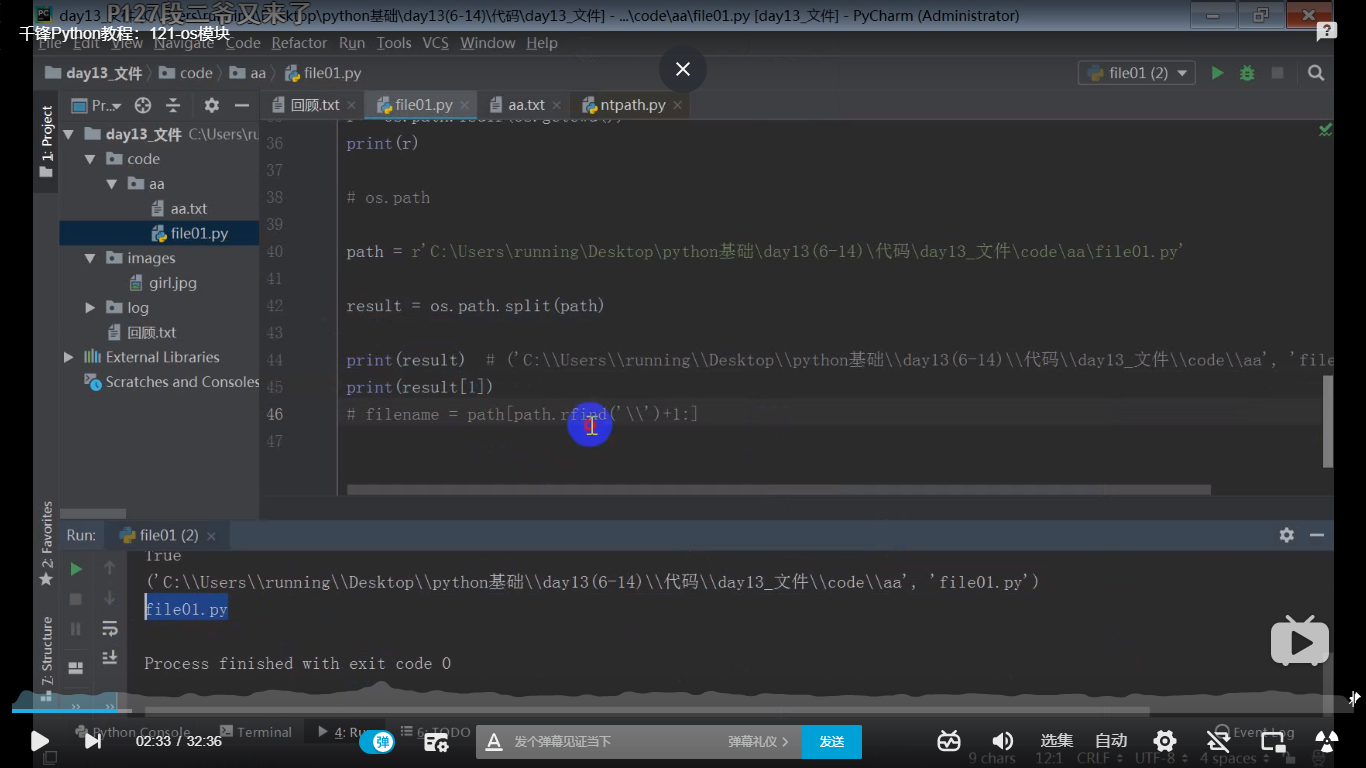 P127段二爷又来了
day13_文件 [C:\Users\running\Desktop\python基础\day13(6-14)\代码\day13_文件] - ...\code\aa\file01.py [day13_文件] - PyCharm (Administrator)
千锋Python教程：121-os模块
File Edit View Navigate Code Refactor Run Tools VCS Window Help
day13_文件 code aa file01.py
file01 (2)
1: Project
Pr...
回顾.txt file01.py aa.txt ntpath.py
day13_文件 C:\Users\ru
code
aa
aa.txt
file01.py
images
girl.jpg
log
回顾.txt
External Libraries
Scratches and Consoles
36 print(r)
37
38 # os.path
39
40 path = r'C:\Users\running\Desktop\python基础\day13(6-14)\代码\day13_文件\code\aa\file01.py'
41
42 result = os.path.split(path)
43
44 print(result) # ('C:\\Users\\running\\Desktop\\python基础\\day13(6-14)\\代码\\day13_文件\\code\\aa', 'file
45 print(result[1])
46 # filename = path[path.rfind('\\')+1:]
47
2: Favorites
7: Structure
Run: file01 (2)
True
('C:\\Users\\running\\Desktop\\python基础\\day13(6-14)\\代码\\day13_文件\\code\\aa', 'file01.py')
file01.py
Process finished with exit code 0
Python Console Terminal 4: Ru 6: TODO Event Log
02:33 / 32:36 弹 发个弹幕见证当下 弹幕礼仪 > 发送 选集 自动
9 chars 12:1 CRLF UTF-8 4 spaces